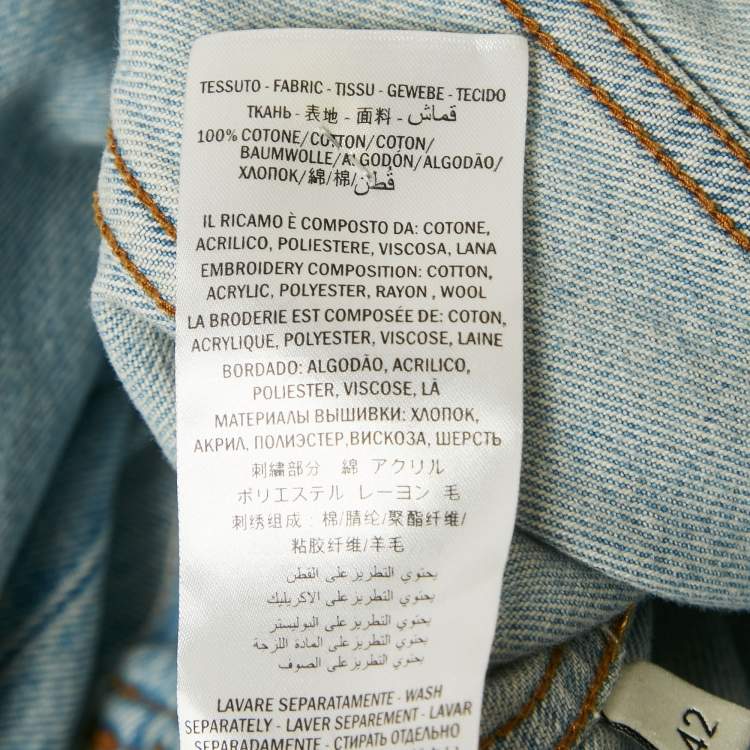 TESSUTO - FABRIC - TISSU - GEWEBE - TECIDO
ТКАНЬ - 表地 - 面料 - قماش
100% COTONE/COTTON/COTON/
BAUMWOLLE/ALGODÓN/ALGODÃO/
ХЛОПОК/綿/棉/قُطن
IL RICAMO È COMPOSTO DA: COTONE,
ACRILICO, POLIESTERE, VISCOSA, LANA
EMBROIDERY COMPOSITION: COTTON,
ACRYLIC, POLYESTER, RAYON , WOOL
LA BRODERIE EST COMPOSÉE DE: COTON,
ACRYLIQUE, POLYESTER, VISCOSE, LAINE
BORDADO: ALGODÃO, ACRILICO,
POLIESTER, VISCOSE, LÃ
МАТЕРИАЛЫ ВЫШИВКИ: ХЛОПОК,
АКРИЛ, ПОЛИЭСТЕР,ВИСКОЗА, ШЕРСТЬ
刺繍部分 綿 アクリル
ポリエステル レーヨン 毛
刺绣组成: 棉/腈纶/聚酯纤维/
粘胶纤维/羊毛
يحتوي التطريز على القطن
يحتوي التطريز على الاكريليك
يحتوي التطريز على البوليستر
يحتوي التطريز على المادة اللزجة
يحتوي التطريز على الصوف
LAVARE SEPARATAMENTE - WASH
SEPARATELY - LAVER SEPAREMENT - LAVAR
SEPARADAMENTE - СТИРАТЬ ОТДЕЛЬНО
42